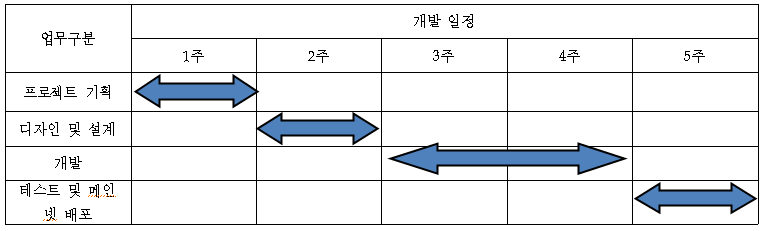 업무구분
개발 일정
1주
2주
3주
4주
5주
프로젝트 기획
디자인 및 설계
개발
테스트 및 메인
넷 배포